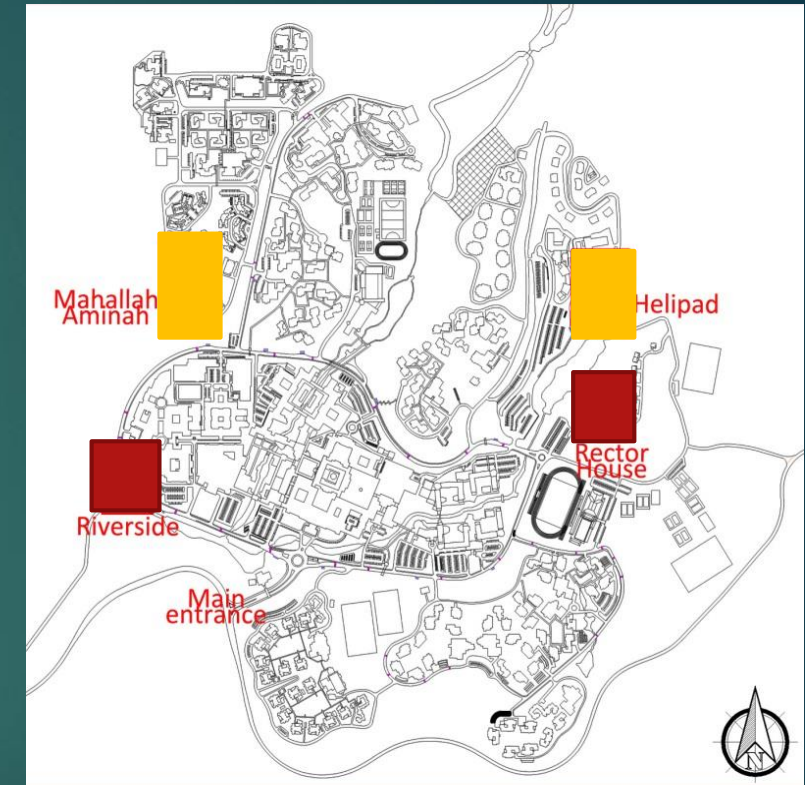 Mahallah
Aminah
Helipad
Rector
House
Riverside
Main
entrance
N